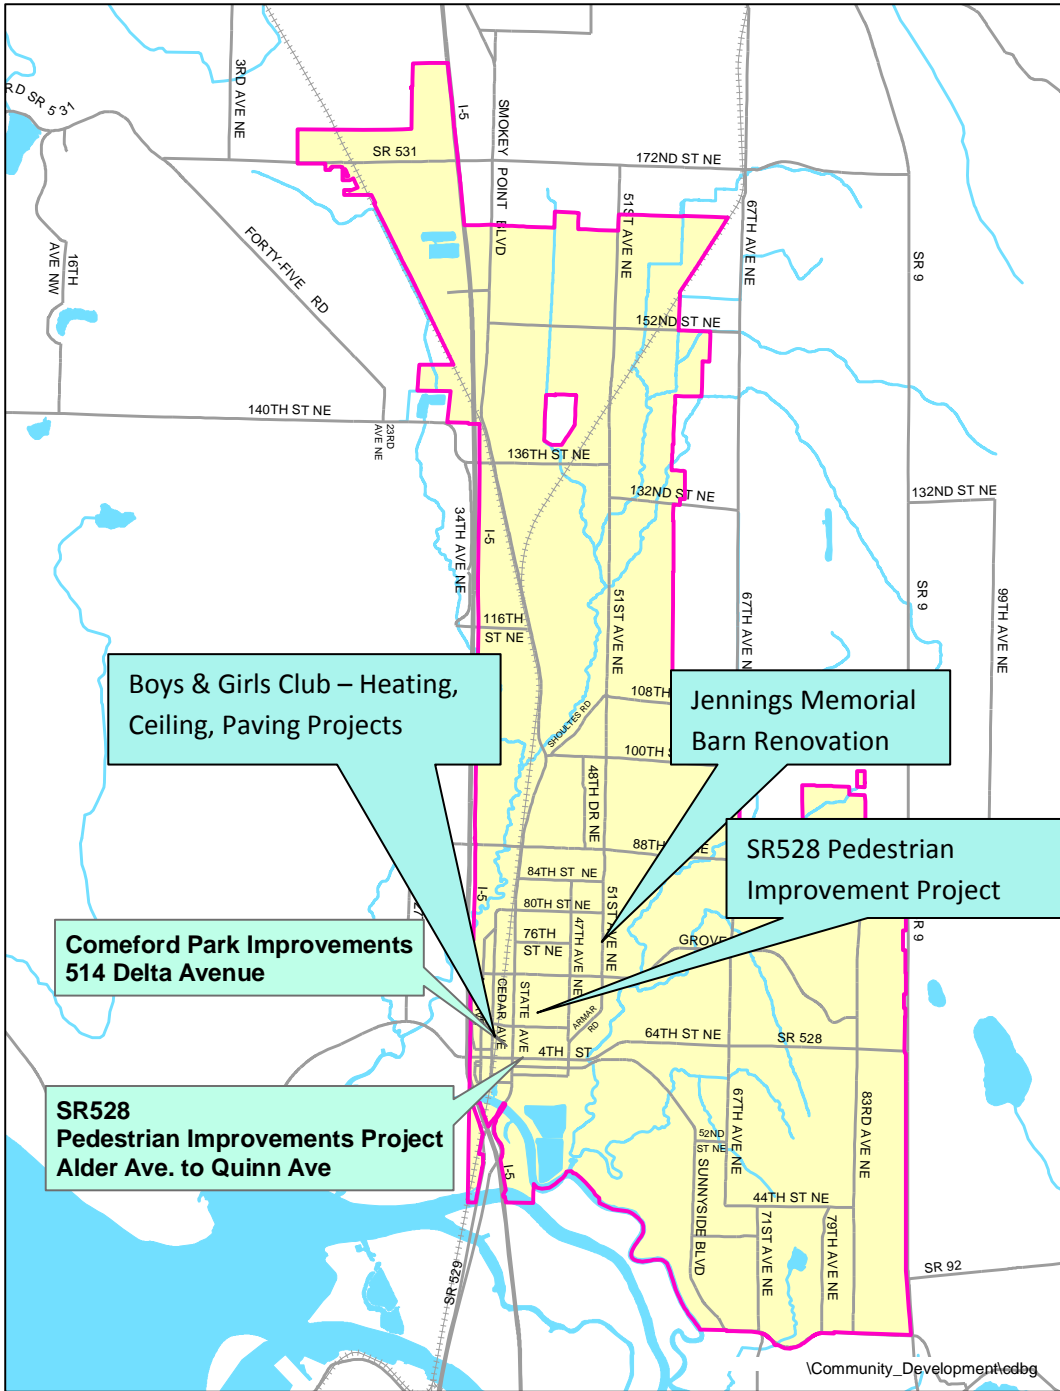 3RD AVE NE
RD SR 531
I-5
SMOKEY POINT BLVD
SR 531
172ND ST NE
51ST AVE NE
67TH AVE NE
SR 9
16TH
AVE NW
FORTY-FIVE RD
152ND ST NE
140TH ST NE
23RD
AVE NE
136TH ST NE
132ND ST NE
132ND ST NE
34TH AVE NE
I-5
51ST AVE NE
67TH AVE N
SR 9
99TH AVE NE
116TH
ST NE
Boys & Girls Club – Heating,
Ceiling, Paving Projects
108TH
Jennings Memorial
Barn Renovation
SHOULTES RD
100TH S
48TH DR NE
88TH
E
SR528 Pedestrian
Improvement Project
84TH ST NE
I-5
80TH ST NE
51ST AVE NE
47TH AVE NE
27
76TH
ST NE
GROVE
R 9
Comeford Park Improvements
514 Delta Avenue
CEDAR AVE
STATE AVE
ARMAR
RD
64TH ST NE
SR 528
4TH ST
SR528
Pedestrian Improvements Project
Alder Ave. to Quinn Ave
67TH AVE NE
83RD AVE NE
52ND
ST NE
SUNNYSIDE BLVD
I-5
44TH ST NE
71ST AVE NE
79TH AVE NE
SR 529
SR 92
\Community_Development\cdbg